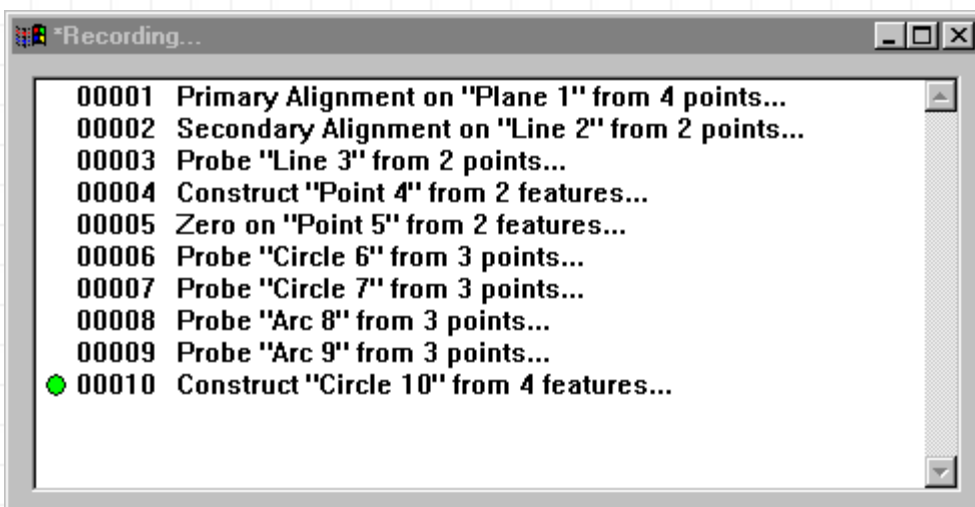 *Recording...
00001 Primary Alignment on "Plane 1" from 4 points...
00002 Secondary Alignment on "Line 2" from 2 points...
00003 Probe "Line 3" from 2 points...
00004 Construct "Point 4" from 2 features...
00005 Zero on "Point 5" from 2 features...
00006 Probe "Circle 6" from 3 points...
00007 Probe "Circle 7" from 3 points...
00008 Probe "Arc 8" from 3 points...
00009 Probe "Arc 9" from 3 points...
00010 Construct "Circle 10" from 4 features...